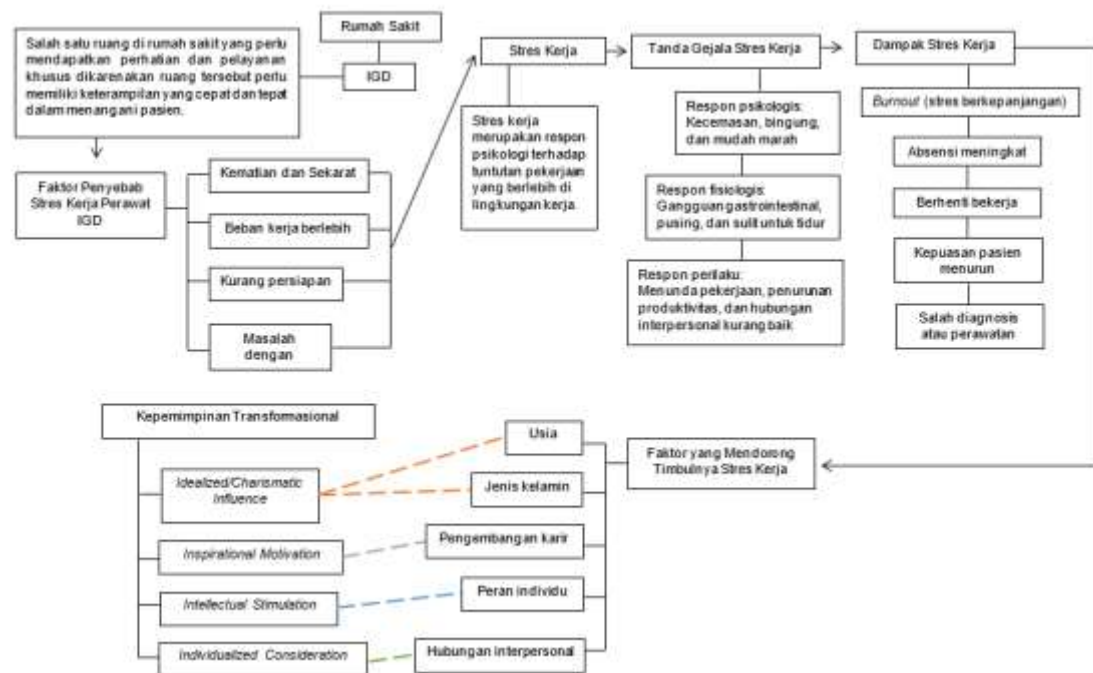 Rumah Sakit
IGD
Salah satu ruang di rumah sakit yang perlu
mendapatkan perhatian dan pelayanan
khusus dikarenakan ruang tersebut perlu
memiliki keterampilan yang cepat dan tepat
dalam menangani pasien.
Faktor Penyebab
Stres Kerja Perawat
IGD
Kematian dan Sekarat
Beban kerja berlebih
Kurang persiapan
Masalah
dengan
Stres Kerja
Stres kerja
merupakan respon
psikologi terhadap
tuntutan pekerjaan
yang berlebih di
lingkungan kerja.
Tanda Gejala Stres Kerja
Respon psikologis:
Kecemasan, bingung,
dan mudah marah
Respon fisiologis:
Gangguan gastrointestinal,
pusing, dan sulit untuk tidur
Respon perilaku:
Menunda pekerjaan, penurunan
produktivitas, dan hubungan
interpersonal kurang baik
Dampak Stres Kerja
Burnout (stres berkepanjangan)
Absensi meningkat
Berhenti bekerja
Kepuasan pasien
menurun
Salah diagnosis
atau perawatan
Kepemimpinan Transformasional
Idealized/Charismatic
Influence
Inspirational Motivation
Intellectual Stimulation
Individualized Consideration
Usia
Jenis kelamin
Pengembangan karir
Peran individu
Hubungan interpersonal
Faktor yang Mendorong
Timbulnya Stres Kerja